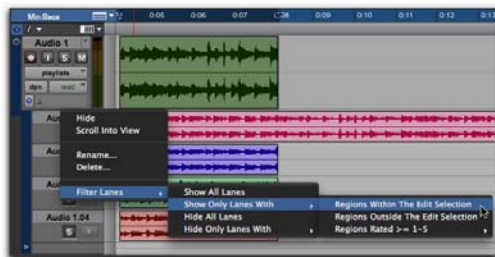 Min:Secs
0:05
0:06
0:07
0:09
0:10
0:11
0:12
Audio 1
I S M
playlists
dyn read
Hide
Scroll Into View
Rename...
Delete...
Filter Lanes
Show All Lanes
Show Only Lanes With
Hide All Lanes
Hide Only Lanes With
Regions Within The Edit Selection
Regions Outside The Edit Selection
Regions Rated >= 1-5
Audio 1.04
S